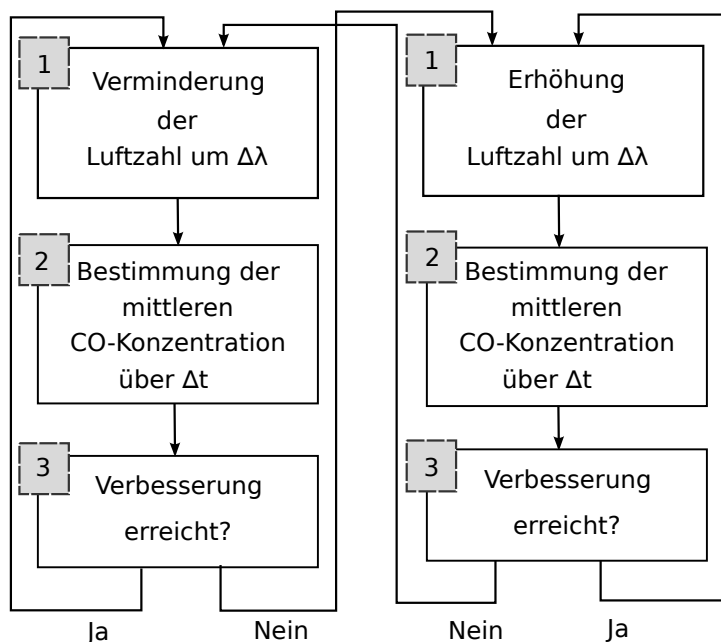 1
Verminderung
der
Luftzahl um Δλ
2
Bestimmung der
mittleren
CO-Konzentration
über Δt
3
Verbesserung
erreicht?
Ja
Nein
1
Erhöhung
der
Luftzahl um Δλ
2
Bestimmung der
mittleren
CO-Konzentration
über Δt
3
Verbesserung
erreicht?
Nein
Ja